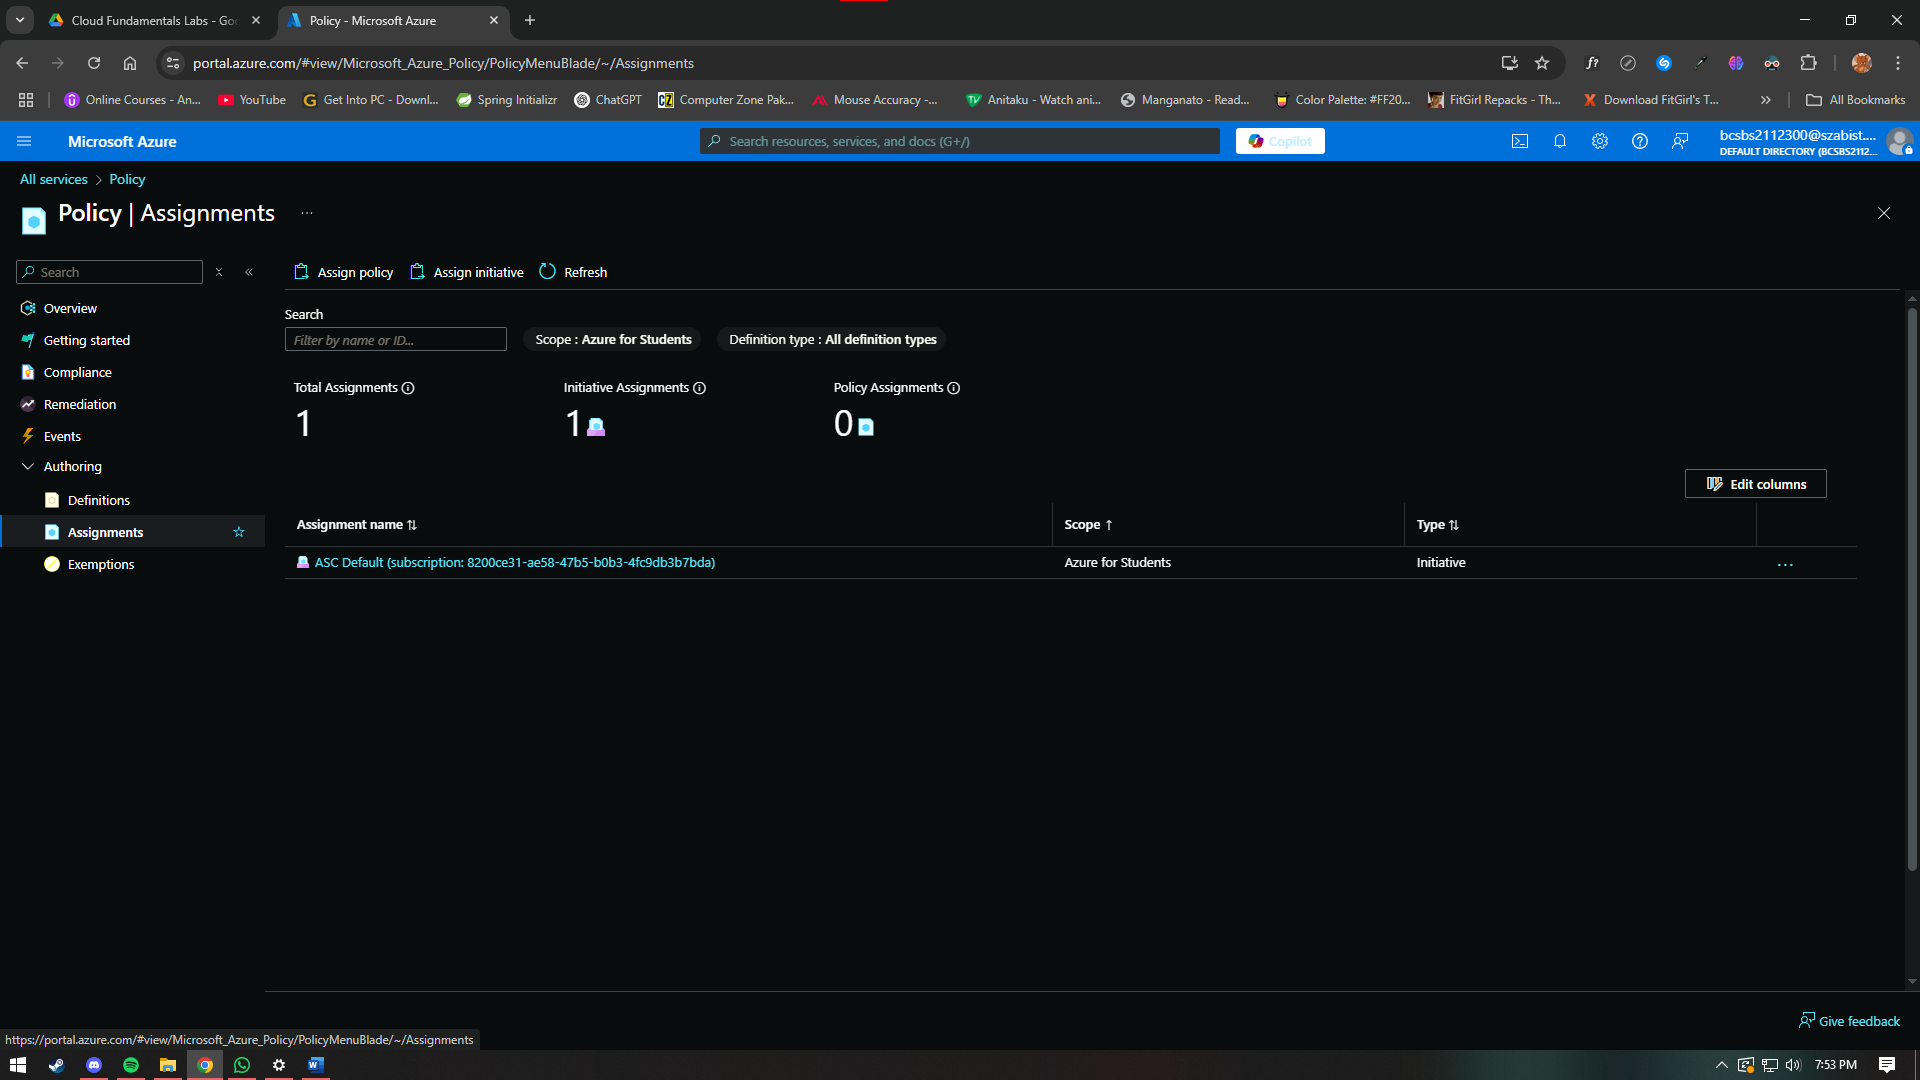 Cloud Fundamentals Labs - Goo
Policy - Microsoft Azure
portal.azure.com/#view/Microsoft_Azure_Policy/PolicyMenuBlade/~/Assignments
Online Courses - An...
YouTube
Get Into PC - Downl...
Spring Initializr
ChatGPT
Computer Zone Pak...
Mouse Accuracy -...
Anitaku - Watch ani...
Manganato - Read...
Color Palette: #FF20...
FitGirl Repacks - Th...
Download FitGirl's T...
All Bookmarks
Microsoft Azure
Search resources, services, and docs (G+/)
Copilot
bcsbs2112300@szabist....
DEFAULT DIRECTORY (BCSBS2112...
All services > Policy
Policy | Assignments ...
Search
Overview
Getting started
Compliance
Remediation
Events
Authoring
Definitions
Assignments
Exemptions
Assign policy
Assign initiative
Refresh
Search
Filter by name or ID...
Scope : Azure for Students
Definition type : All definition types
Total Assignments
1
Initiative Assignments
1
Policy Assignments
0
Edit columns
Assignment name
Scope
Type
ASC Default (subscription: 8200ce31-ae58-47b5-b0b3-4fc9db3b7bda)
Azure for Students
Initiative
...
Give feedback
https://portal.azure.com/#view/Microsoft_Azure_Policy/PolicyMenuBlade/~/Assignments
7:53 PM